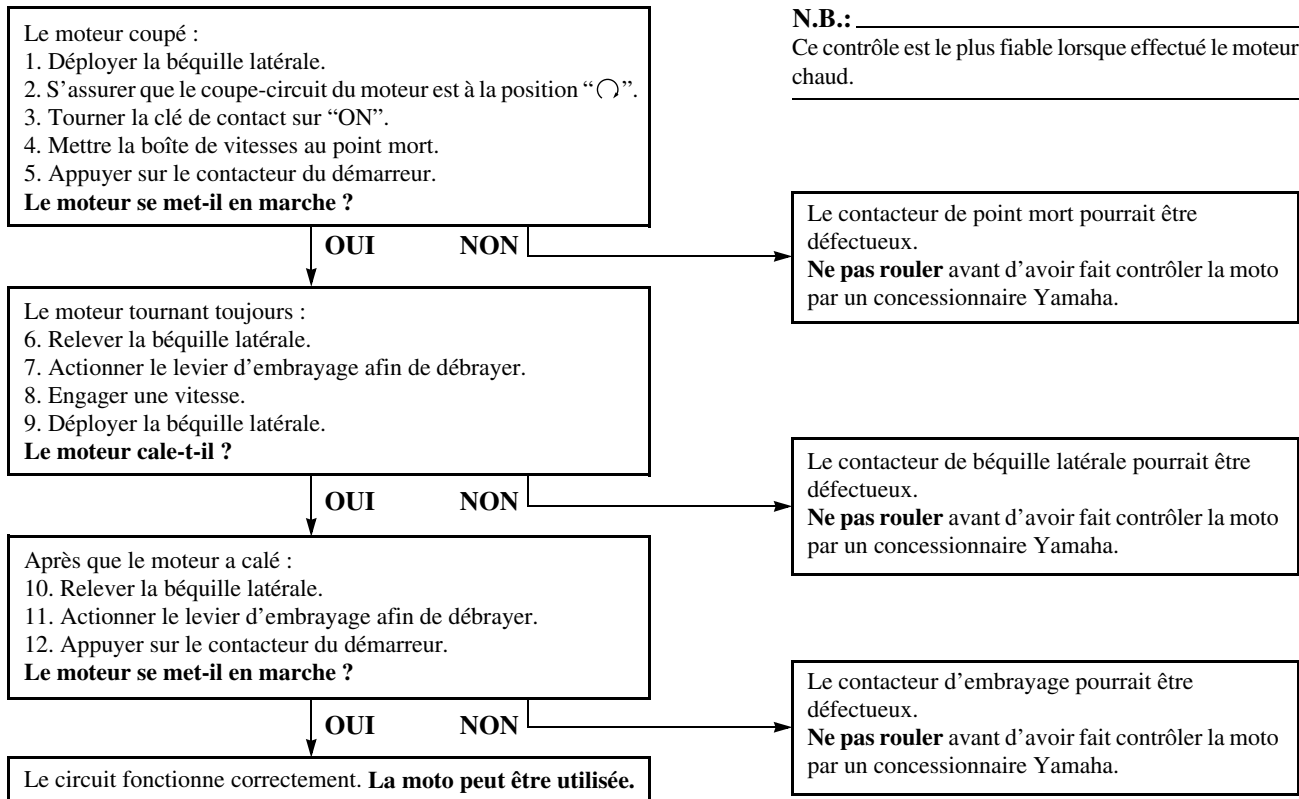 Le moteur coupé :
1. Déployer la béquille latérale.
2. S'assurer que le coupe-circuit du moteur est à la position “○”.
3. Tourner la clé de contact sur “ON”.
4. Mettre la boîte de vitesses au point mort.
5. Appuyer sur le contacteur du démarreur.
Le moteur se met-il en marche ?
N.B.:
Ce contrôle est le plus fiable lorsque effectué le moteur
chaud.
OUI NON
Le contacteur de point mort pourrait être
défectueux.
Ne pas rouler avant d'avoir fait contrôler la moto
par un concessionnaire Yamaha.
Le moteur tournant toujours :
6. Relever la béquille latérale.
7. Actionner le levier d'embrayage afin de débrayer.
8. Engager une vitesse.
9. Déployer la béquille latérale.
Le moteur cale-t-il ?
OUI NON
Le contacteur de béquille latérale pourrait être
défectueux.
Ne pas rouler avant d'avoir fait contrôler la moto
par un concessionnaire Yamaha.
Après que le moteur a calé :
10. Relever la béquille latérale.
11. Actionner le levier d'embrayage afin de débrayer.
12. Appuyer sur le contacteur du démarreur.
Le moteur se met-il en marche ?
OUI NON
Le contacteur d'embrayage pourrait être
défectueux.
Ne pas rouler avant d'avoir fait contrôler la moto
par un concessionnaire Yamaha.
Le circuit fonctionne correctement. La moto peut être utilisée.